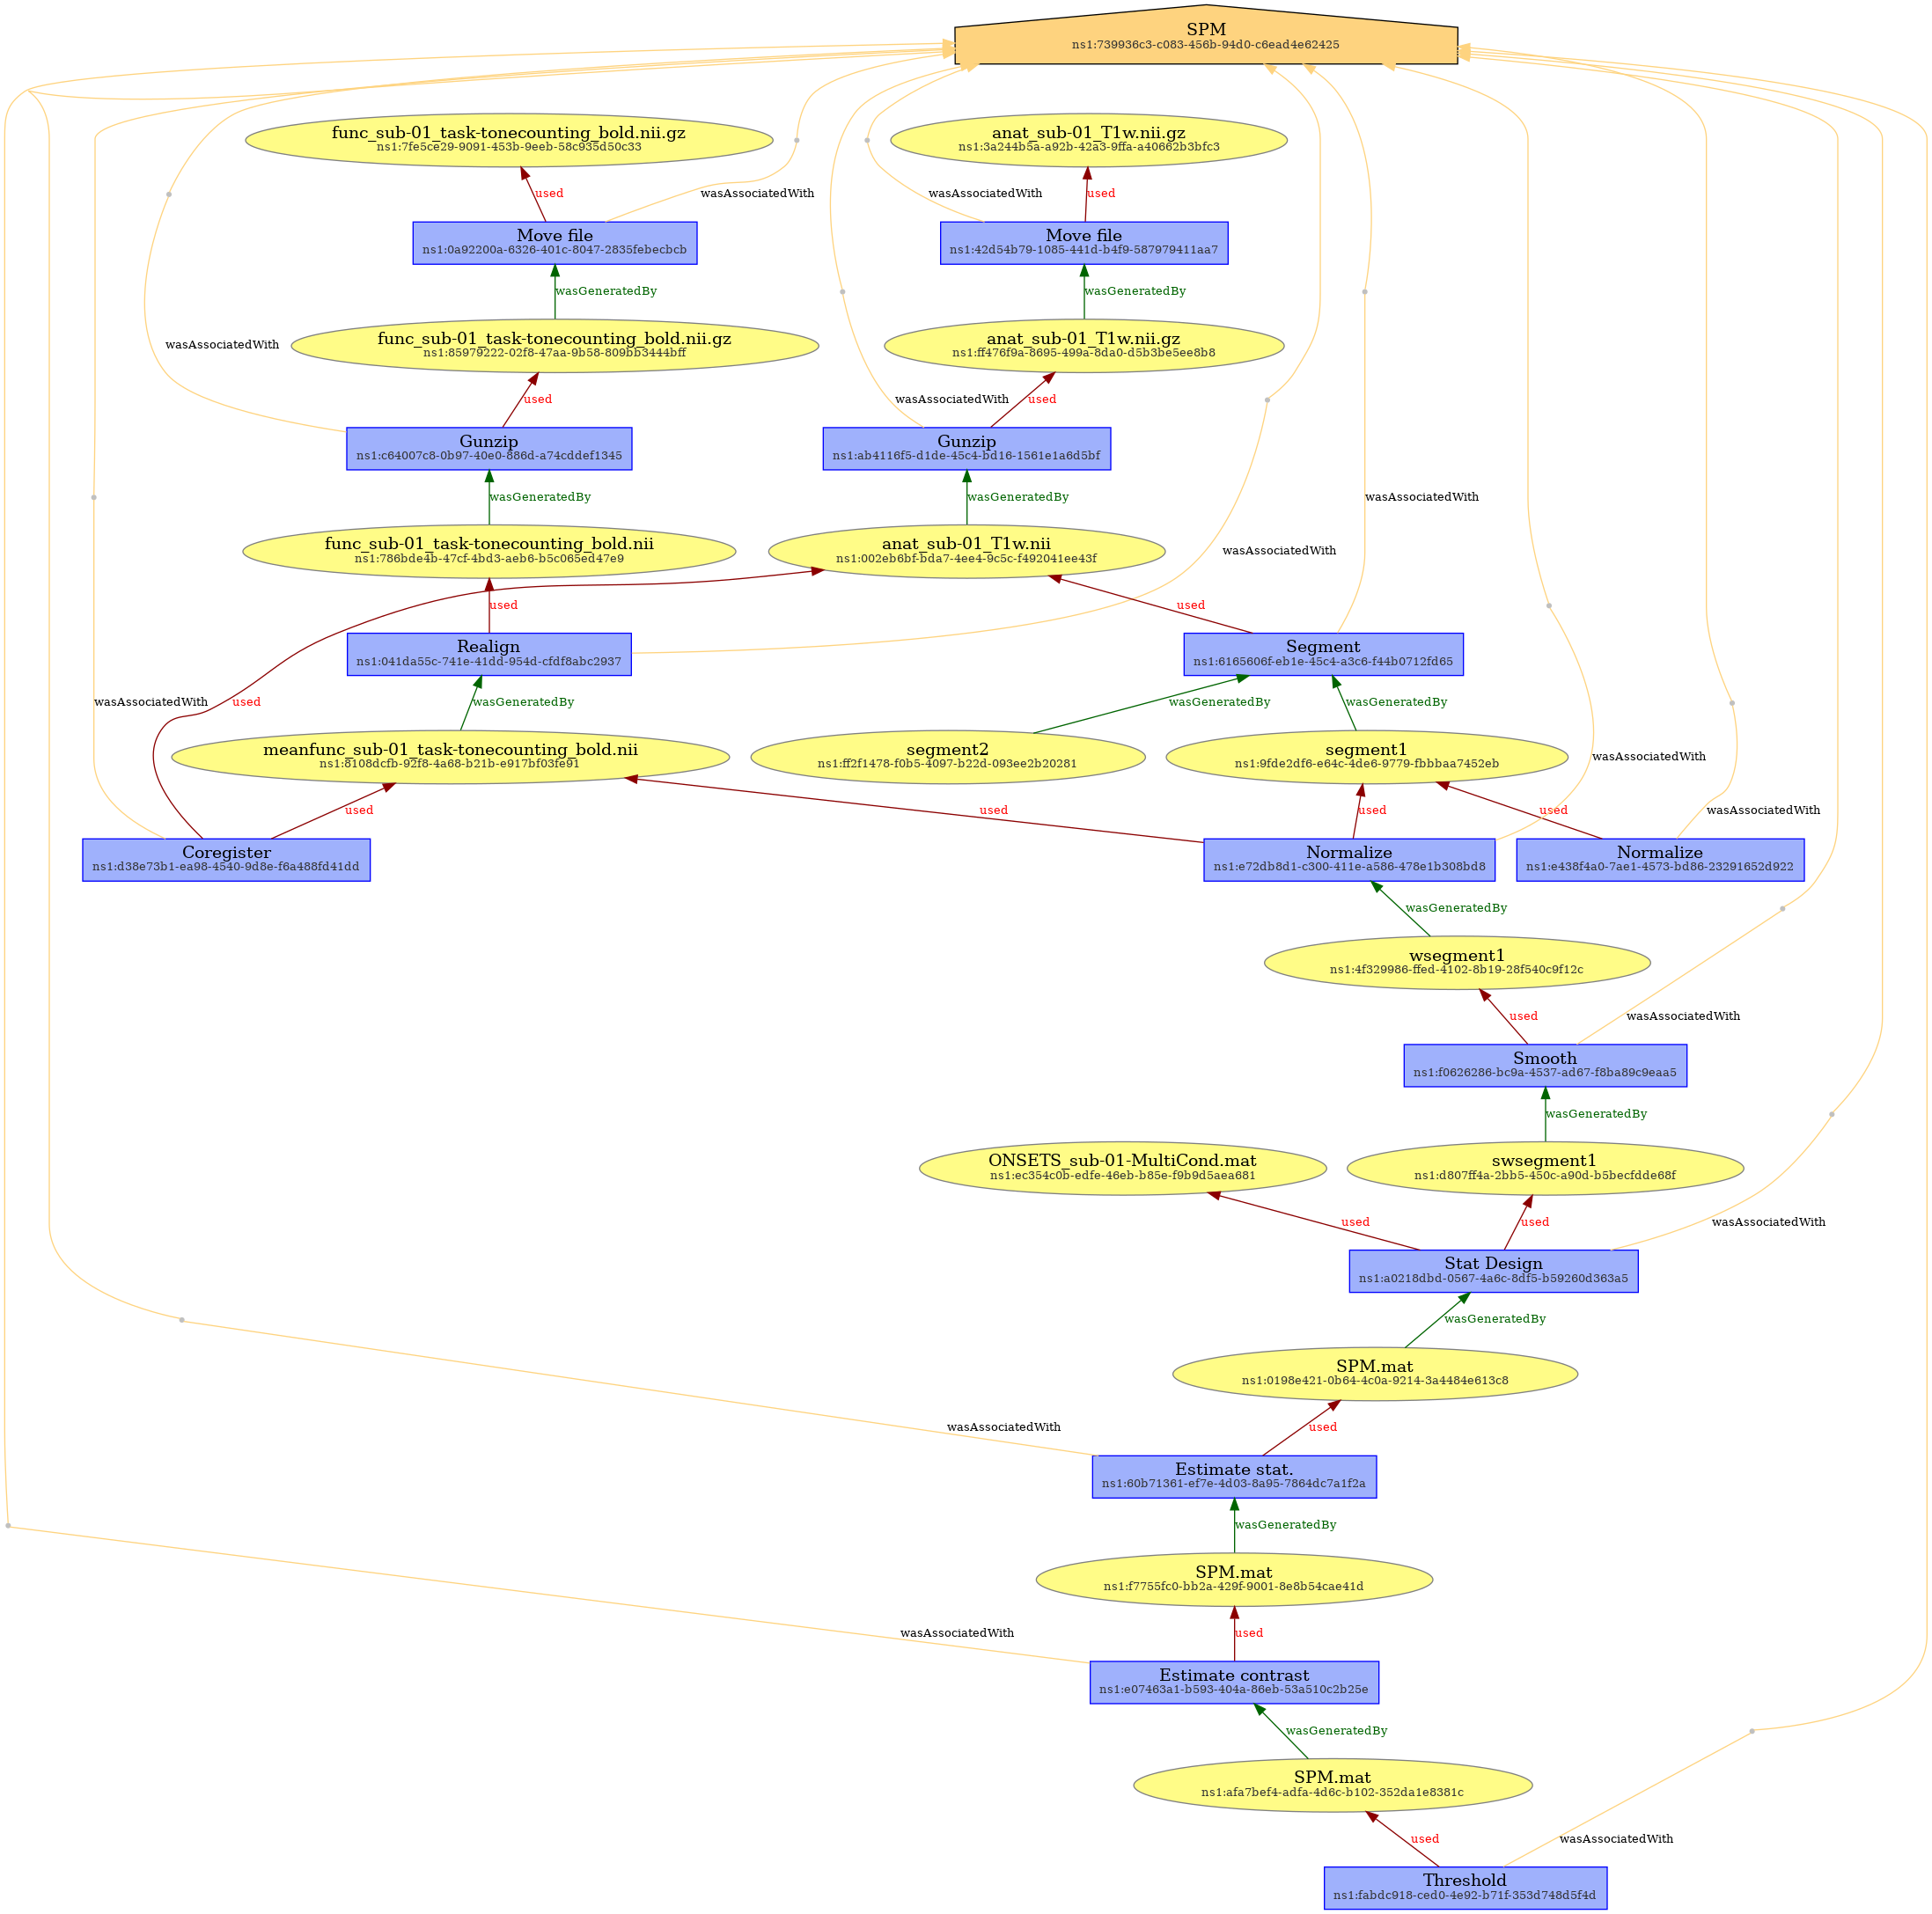 SPM
ns1:739936c3-c083-456b-94d0-c6ead4e62425
func_sub-01_task-tonecounting_bold.nii.gz
ns1:7fe5ce29-9091-453b-9eeb-58c935d50c33
anat_sub-01_T1w.nii.gz
ns1:3a244b5a-a92b-42a3-9ffa-a40662b3bfc3
used
wasAssociatedWith
wasAssociatedWith
used
Move file
ns1:0a92200a-6326-401c-8047-2835febecbcb
Move file
ns1:42d54b79-1085-441d-b4f9-587979411aa7
wasGeneratedBy
wasGeneratedBy
func_sub-01_task-tonecounting_bold.nii.gz
ns1:85979222-02f8-47aa-9b58-809bb3444bff
anat_sub-01_T1w.nii.gz
ns1:ff476f9a-8695-499a-8da0-d5b3be5ee8b8
wasAssociatedWith
used
wasAssociatedWith
used
Gunzip
ns1:c64007c8-0b97-40e0-886d-a74cddef1345
Gunzip
ns1:ab4116f5-d1de-45c4-bd16-1561e1a6d5bf
wasGeneratedBy
wasGeneratedBy
wasAssociatedWith
func_sub-01_task-tonecounting_bold.nii
ns1:786bde4b-47cf-4bd3-aeb6-b5c065ed47e9
anat_sub-01_T1w.nii
ns1:002eb6bf-bda7-4ee4-9c5c-f492041ee43f
wasAssociatedWith
used
used
Realign
ns1:041da55c-741e-41dd-954d-cfdf8abc2937
Segment
ns1:6165606f-eb1e-45c4-a3c6-f44b0712fd65
wasAssociatedWith
used
wasGeneratedBy
wasGeneratedBy
wasGeneratedBy
meanfunc_sub-01_task-tonecounting_bold.nii
ns1:8108dcfb-92f8-4a68-b21b-e917bf03fe91
segment2
ns1:ff2f1478-f0b5-4097-b22d-093ee2b20281
segment1
ns1:9fde2df6-e64c-4de6-9779-fbbbaa7452eb
wasAssociatedWith
used
used
used
used
wasAssociatedWith
Coregister
ns1:d38e73b1-ea98-4540-9d8e-f6a488fd41dd
Normalize
ns1:e72db8d1-c300-411e-a586-478e1b308bd8
Normalize
ns1:e438f4a0-7ae1-4573-bd86-23291652d922
wasGeneratedBy
wsegment1
ns1:4f329986-ffed-4102-8b19-28f540c9f12c
used
wasAssociatedWith
Smooth
ns1:f0626286-bc9a-4537-ad67-f8ba89c9eaa5
wasGeneratedBy
ONSETS_sub-01-MultiCond.mat
ns1:ec354c0b-edfe-46eb-b85e-f9b9d5aea681
swsegment1
ns1:d807ff4a-2bb5-450c-a90d-b5becfdde68f
used
used
wasAssociatedWith
Stat Design
ns1:a0218dbd-0567-4a6c-8df5-b59260d363a5
wasGeneratedBy
SPM.mat
ns1:0198e421-0b64-4c0a-9214-3a4484e613c8
wasAssociatedWith
used
Estimate stat.
ns1:60b71361-ef7e-4d03-8a95-7864dc7a1f2a
wasGeneratedBy
SPM.mat
ns1:f7755fc0-bb2a-429f-9001-8e8b54cae41d
wasAssociatedWith
used
Estimate contrast
ns1:e07463a1-b593-404a-86eb-53a510c2b25e
wasGeneratedBy
SPM.mat
ns1:afa7bef4-adfa-4d6c-b102-352da1e8381c
used
wasAssociatedWith
Threshold
ns1:fabdc918-ced0-4e92-b71f-353d748d5f4d